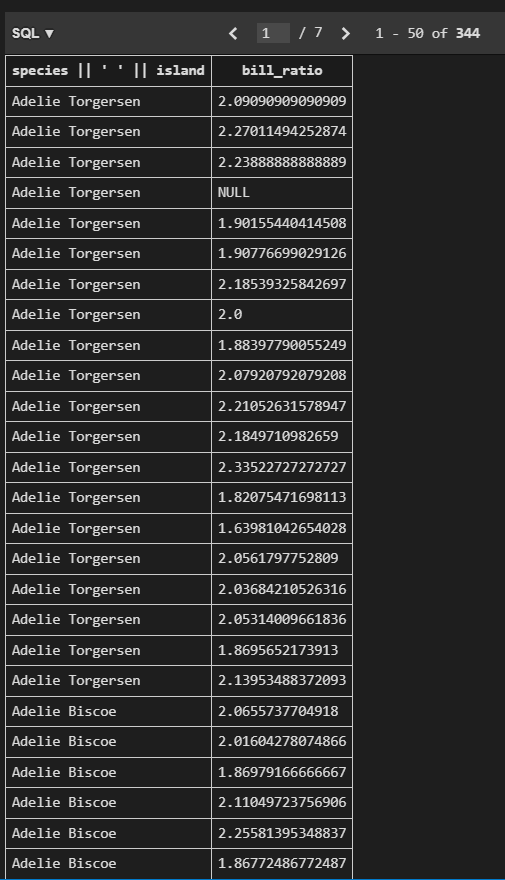 SQL ▼ < 1 / 7 > 1 - 50 of 344
species || ' ' || island bill_ratio
Adelie Torgersen 2.09090909090909
Adelie Torgersen 2.27011494252874
Adelie Torgersen 2.23888888888889
Adelie Torgersen NULL
Adelie Torgersen 1.90155440414508
Adelie Torgersen 1.90776699029126
Adelie Torgersen 2.18539325842697
Adelie Torgersen 2.0
Adelie Torgersen 1.88397790055249
Adelie Torgersen 2.07920792079208
Adelie Torgersen 2.21052631578947
Adelie Torgersen 2.1849710982659
Adelie Torgersen 2.33522727272727
Adelie Torgersen 1.82075471698113
Adelie Torgersen 1.63981042654028
Adelie Torgersen 2.0561797752809
Adelie Torgersen 2.03684210526316
Adelie Torgersen 2.05314009661836
Adelie Torgersen 1.8695652173913
Adelie Torgersen 2.13953488372093
Adelie Biscoe 2.0655737704918
Adelie Biscoe 2.01604278074866
Adelie Biscoe 1.86979166666667
Adelie Biscoe 2.11049723756906
Adelie Biscoe 2.25581395348837
Adelie Biscoe 1.86772486772487